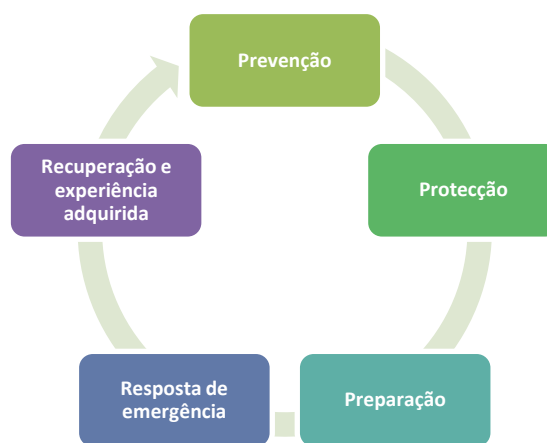 Prevenção
Protecção
Preparação
Resposta de
emergência
Recuperação e
experiência
adquirida